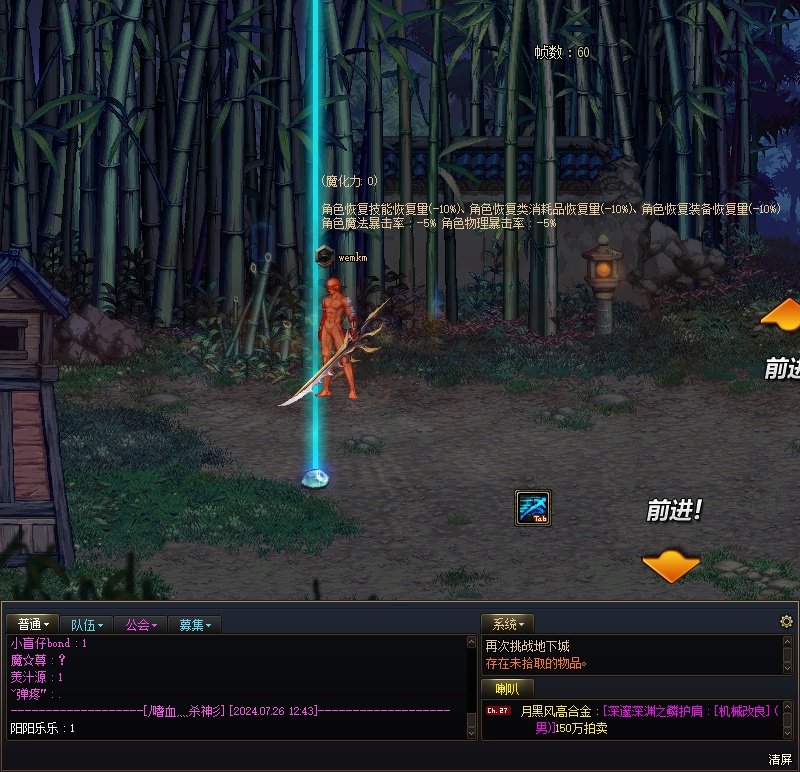 帧数：60
(魔化力: 0)
角色恢复技能恢复量(-10%)、角色恢复类消耗品恢复量(-10%)、角色恢复装备恢复量(-10%)
角色魔法暴击率：-5% 角色物理暴击率：-5%
wemkm
前进
Tab
前进!
普通 队伍 公会 募集
小盲仔bond : 1
魔☆尊 : ?
羙汁源 : 1
ˇ弹疼" : .
[丿嗜血灬杀神彡] [2024.07.26 12:43]
阳阳乐乐 : 1
系统
再次挑战地下城
存在未拾取的物品。
喇叭
Ch. 27 月黑风高合金 : [深邃深渊之鳞护肩 : [机械改良] (
男)]150万拍卖
清屏